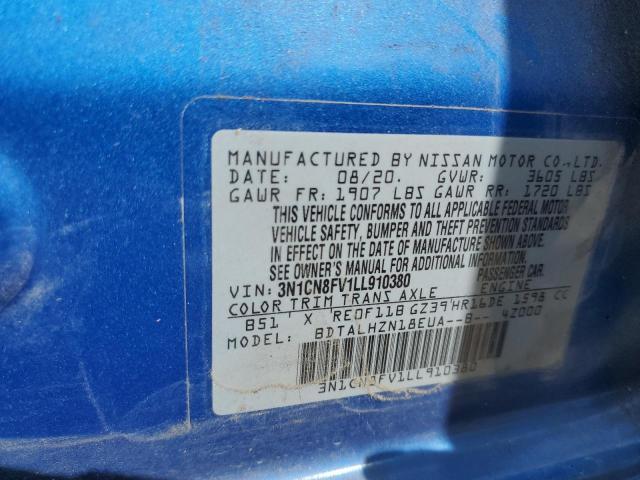 MANUFACTURED BY NISSAN MOTOR CO.,LTD.
DATE: 08/20. GVWR: 3605 LBS
GAWR FR: 1907 LBS GAWR RR: 1720 LBS
THIS VEHICLE CONFORMS TO ALL APPLICABLE FEDERAL MOTOR
VEHICLE SAFETY, BUMPER AND THEFT PREVENTION STANDARDS
IN EFFECT ON THE DATE OF MANUFACTURE SHOWN ABOVE.
SEE OWNER'S MANUAL FOR ADDITIONAL INFORMATION.
VIN: 3N1CN8FV1LL910380 PASSENGER CAR
COLOR TRIM TRANS AXLE ENGINE
B51 X RE0F11B GZ39 HR16DE 1598 CC
MODEL: BDTALHZN18EUA--B-- 4Z000
3N1CN8FV1LL910380